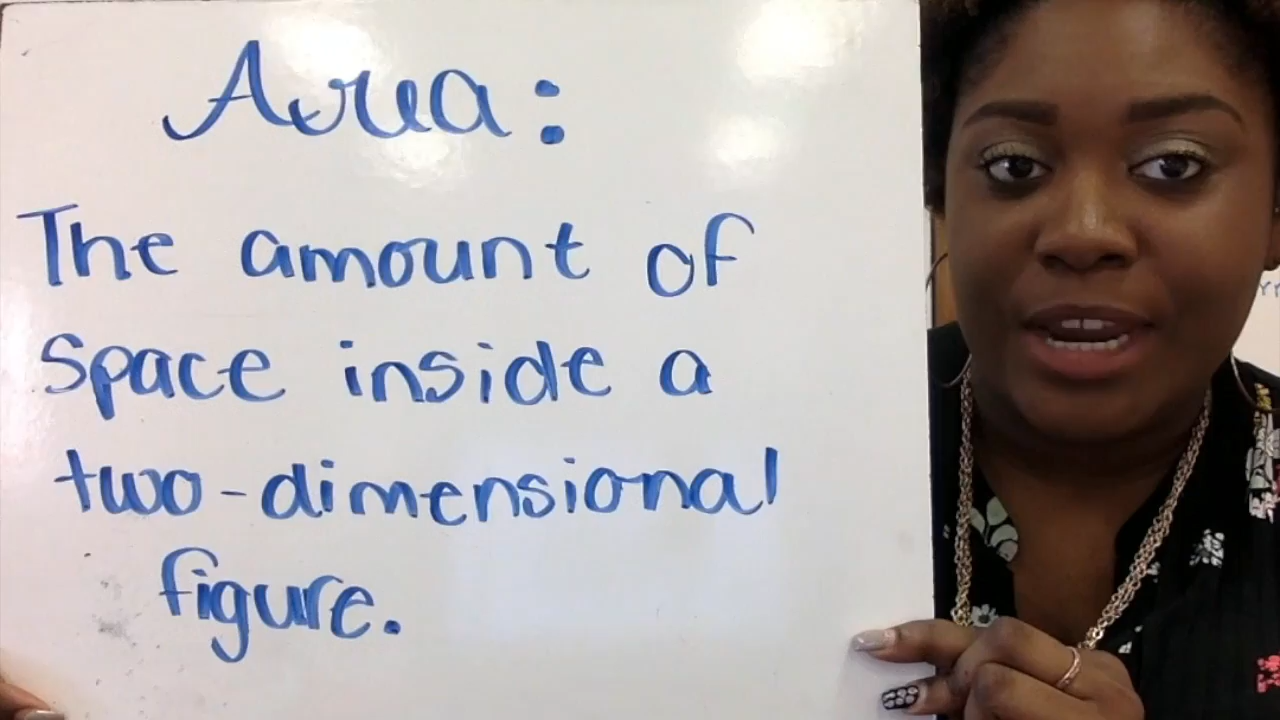 Area:
The amount of
space inside a
two-dimensional
figure.